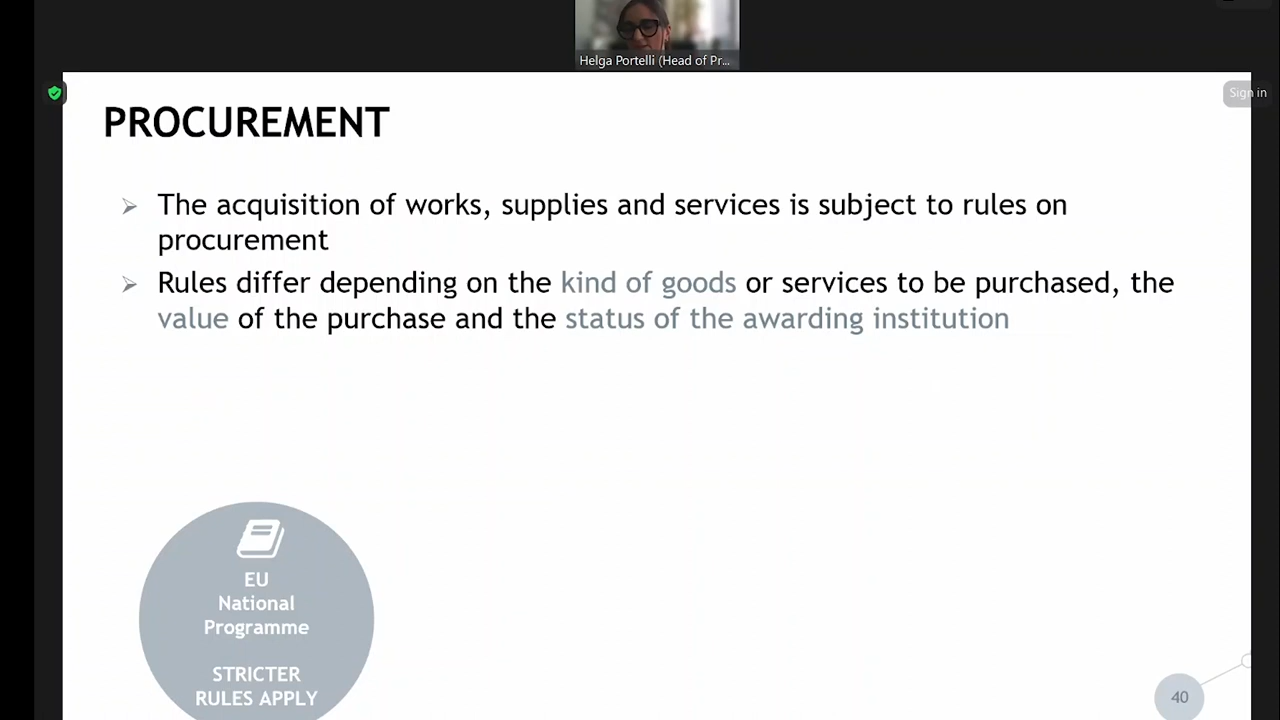 Helga Portelli (Head of Pr...
Sign in
PROCUREMENT
The acquisition of works, supplies and services is subject to rules on
procurement
Rules differ depending on the kind of goods or services to be purchased, the
value of the purchase and the status of the awarding institution
EU
National
Programme
STRICTER
RULES APPLY
40